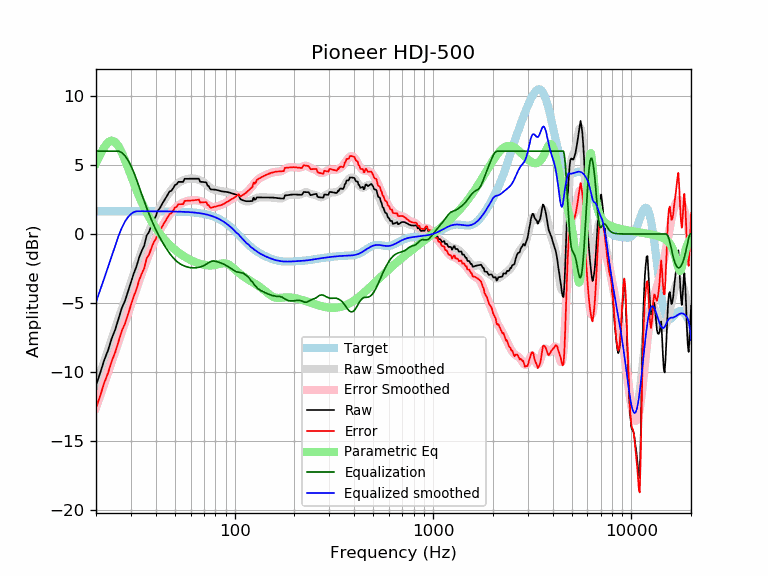 Pioneer HDJ-500
Amplitude (dBr)
10
5
0
−5
−10
−15
−20
Target
Raw Smoothed
Error Smoothed
Raw
Error
Parametric Eq
Equalization
Equalized smoothed
100
1000
10000
Frequency (Hz)